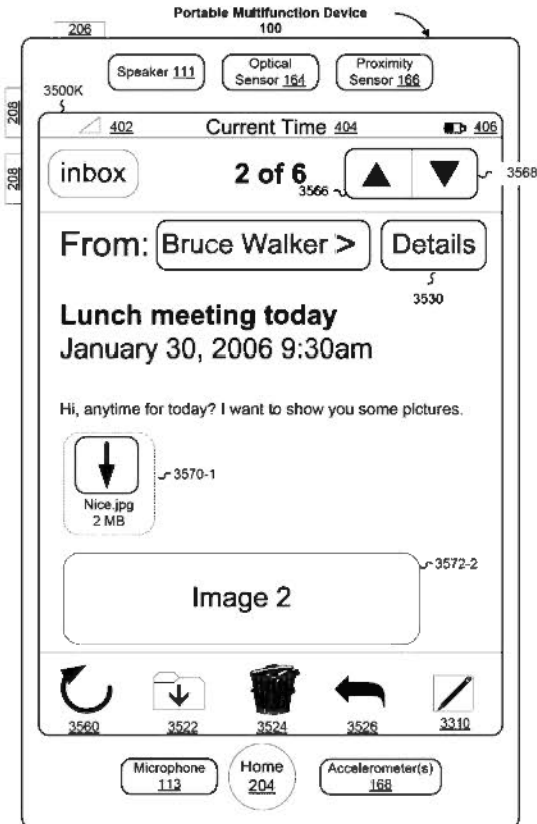 Portable Multifunction Device
100
206
Speaker 111
Optical
Sensor 164
Proximity
Sensor 166
3500K
208
208
402
Current Time 404
406
inbox
2 of 6
3566
3568
From: Bruce Walker > Details
3530
Lunch meeting today
January 30, 2006 9:30am
Hi, anytime for today? I want to show you some pictures.
3570-1
Nice.jpg
2 MB
3572-2
Image 2
3560
3522
3524
3526
3310
Microphone
113
Home
204
Accelerometer(s)
168